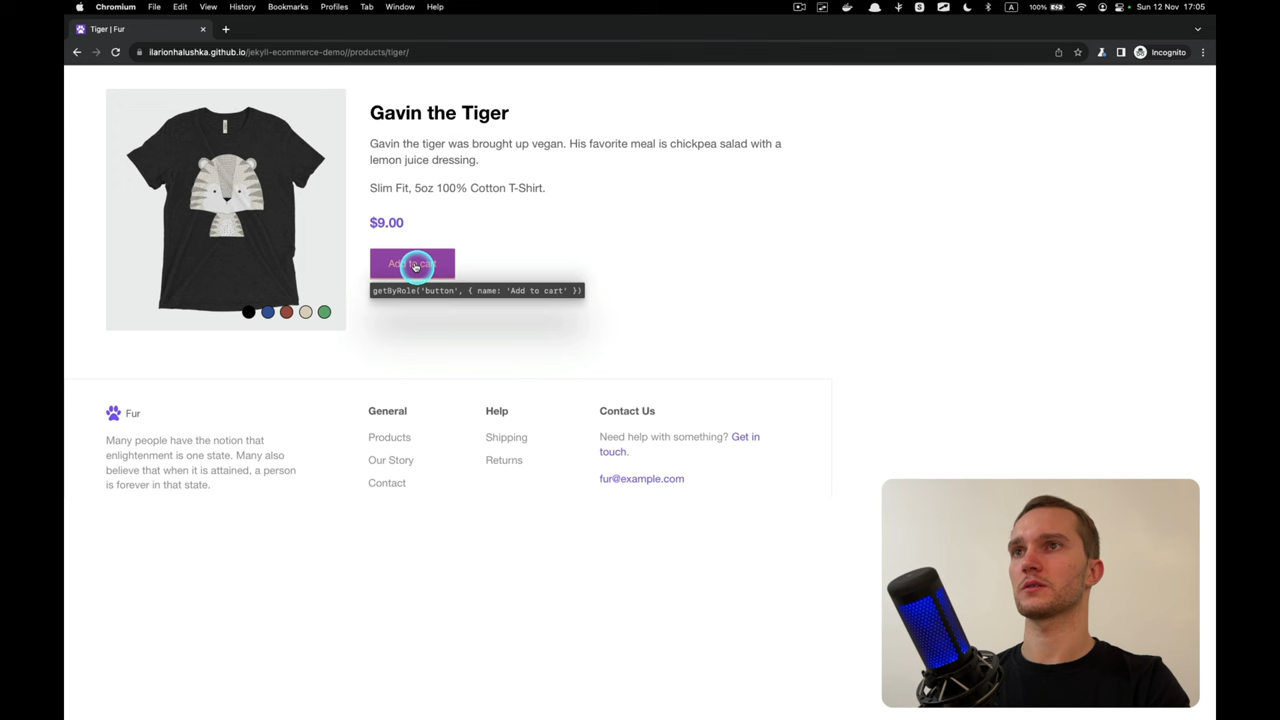 Chromium File Edit View History Bookmarks Profiles Tab Window Help
A 100% Sun 12 Nov 17:05
Tiger | Fur
ilarionhalushka.github.io/jekyll-ecommerce-demo//products/tiger/
Incognito
Gavin the Tiger
Gavin the tiger was brought up vegan. His favorite meal is chickpea salad with a
lemon juice dressing.
Slim Fit, 5oz 100% Cotton T-Shirt.
$9.00
Add to cart
getByRole('button', { name: 'Add to cart' })
Fur
Many people have the notion that
enlightenment is one state. Many also
believe that when it is attained, a person
is forever in that state.
General
Products
Our Story
Contact
Help
Shipping
Returns
Contact Us
Need help with something? Get in
touch.
fur@example.com